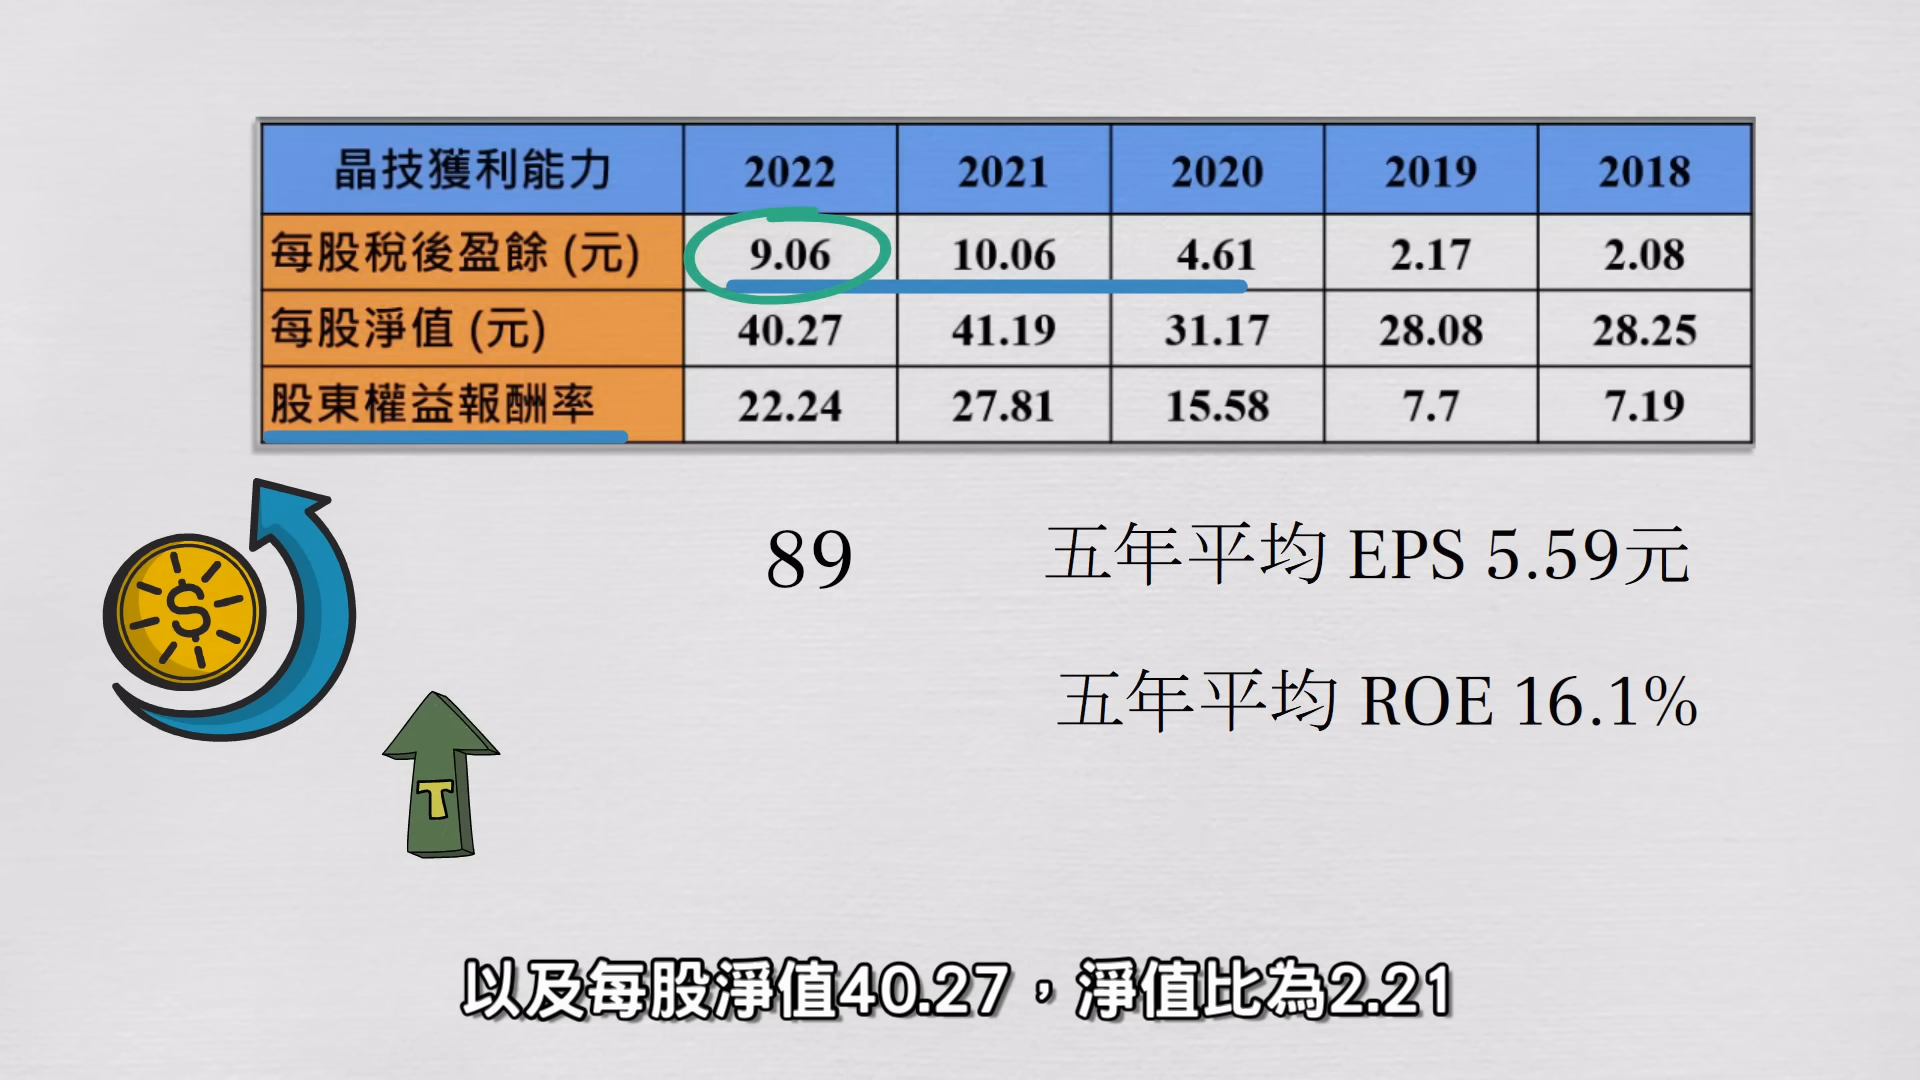 晶技獲利能力 2022 2021 2020 2019 2018
每股稅後盈餘 (元) 9.06 10.06 4.61 2.17 2.08
每股淨值 (元) 40.27 41.19 31.17 28.08 28.25
股東權益報酬率 22.24 27.81 15.58 7.7 7.19
$
89
五年平均 EPS 5.59元
五年平均 ROE 16.1%
T
以及每股淨值40.27，淨值比為2.21